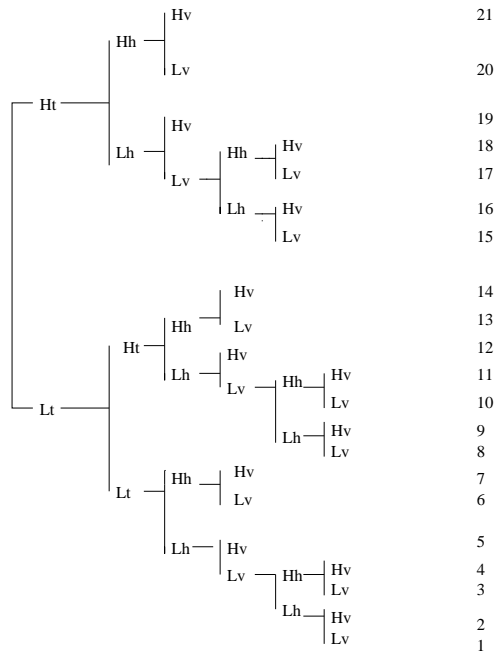 Hv 21
Hh
Lv 20
Ht
Hv 19
Lh Hh Hv 18
Lv Lv 17
Lh Hv 16
Lv 15
Hv 14
Hh Lv 13
Ht Hv 12
Lh Lv Hh Hv 11
Lv 10
Lt
Lh Hv 9
Lv 8
Hh Hv 7
Lt Lv 6
Lh Hv 5
Lv Hh Hv 4
Lv 3
Lh Hv 2
Lv 1